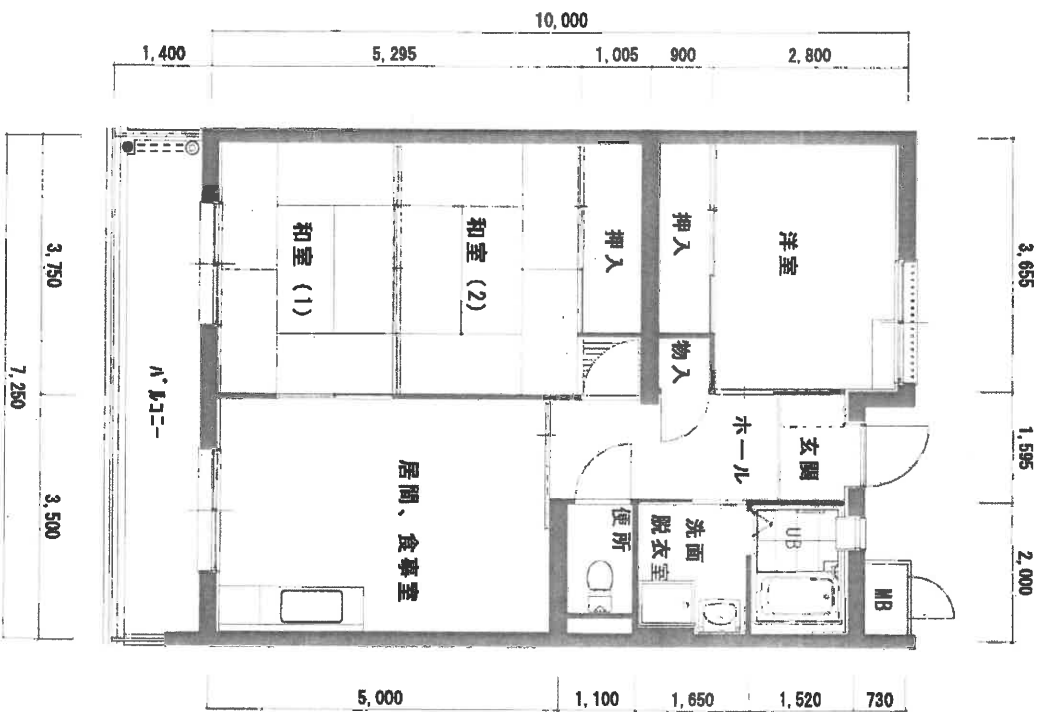 10,000
1,400
5,295
1,005
900
2,800
和室(1)
和室(2)
押入
押入
洋室
物入
ホール
玄関
バルコニー
居間、食事室
便所
洗面
脱衣室
UB
MB
3,750
3,500
7,250
3,655
1,595
2,000
5,000
1,100
1,650
1,520
730